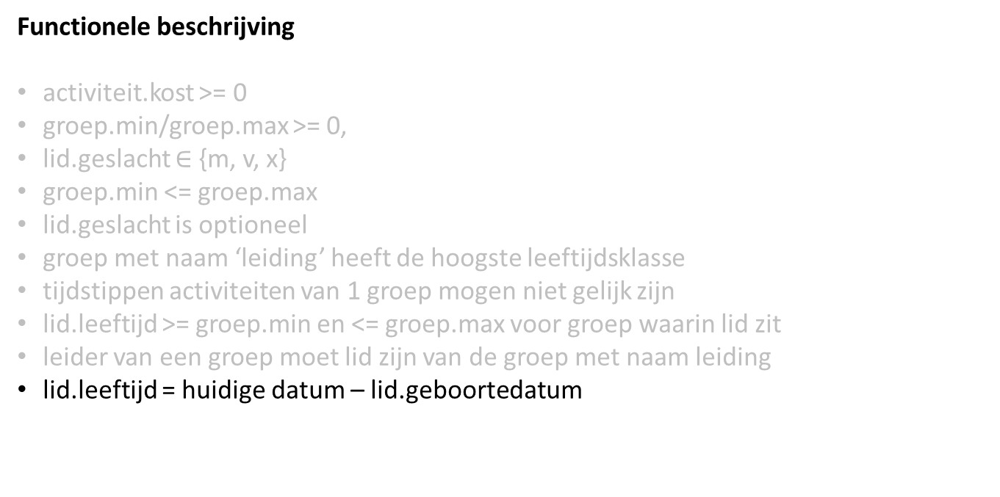 Functionele beschrijving
• activiteit.kost >= 0
• groep.min/groep.max >= 0,
• lid.geslacht ∈ {m, v, x}
• groep.min <= groep.max
• lid.geslacht is optioneel
• groep met naam ‘leiding’ heeft de hoogste leeftijdsklasse
• tijdstippen activiteiten van 1 groep mogen niet gelijk zijn
• lid.leeftijd >= groep.min en <= groep.max voor groep waarin lid zit
• leider van een groep moet lid zijn van de groep met naam leiding
• lid.leeftijd = huidige datum – lid.geboortedatum